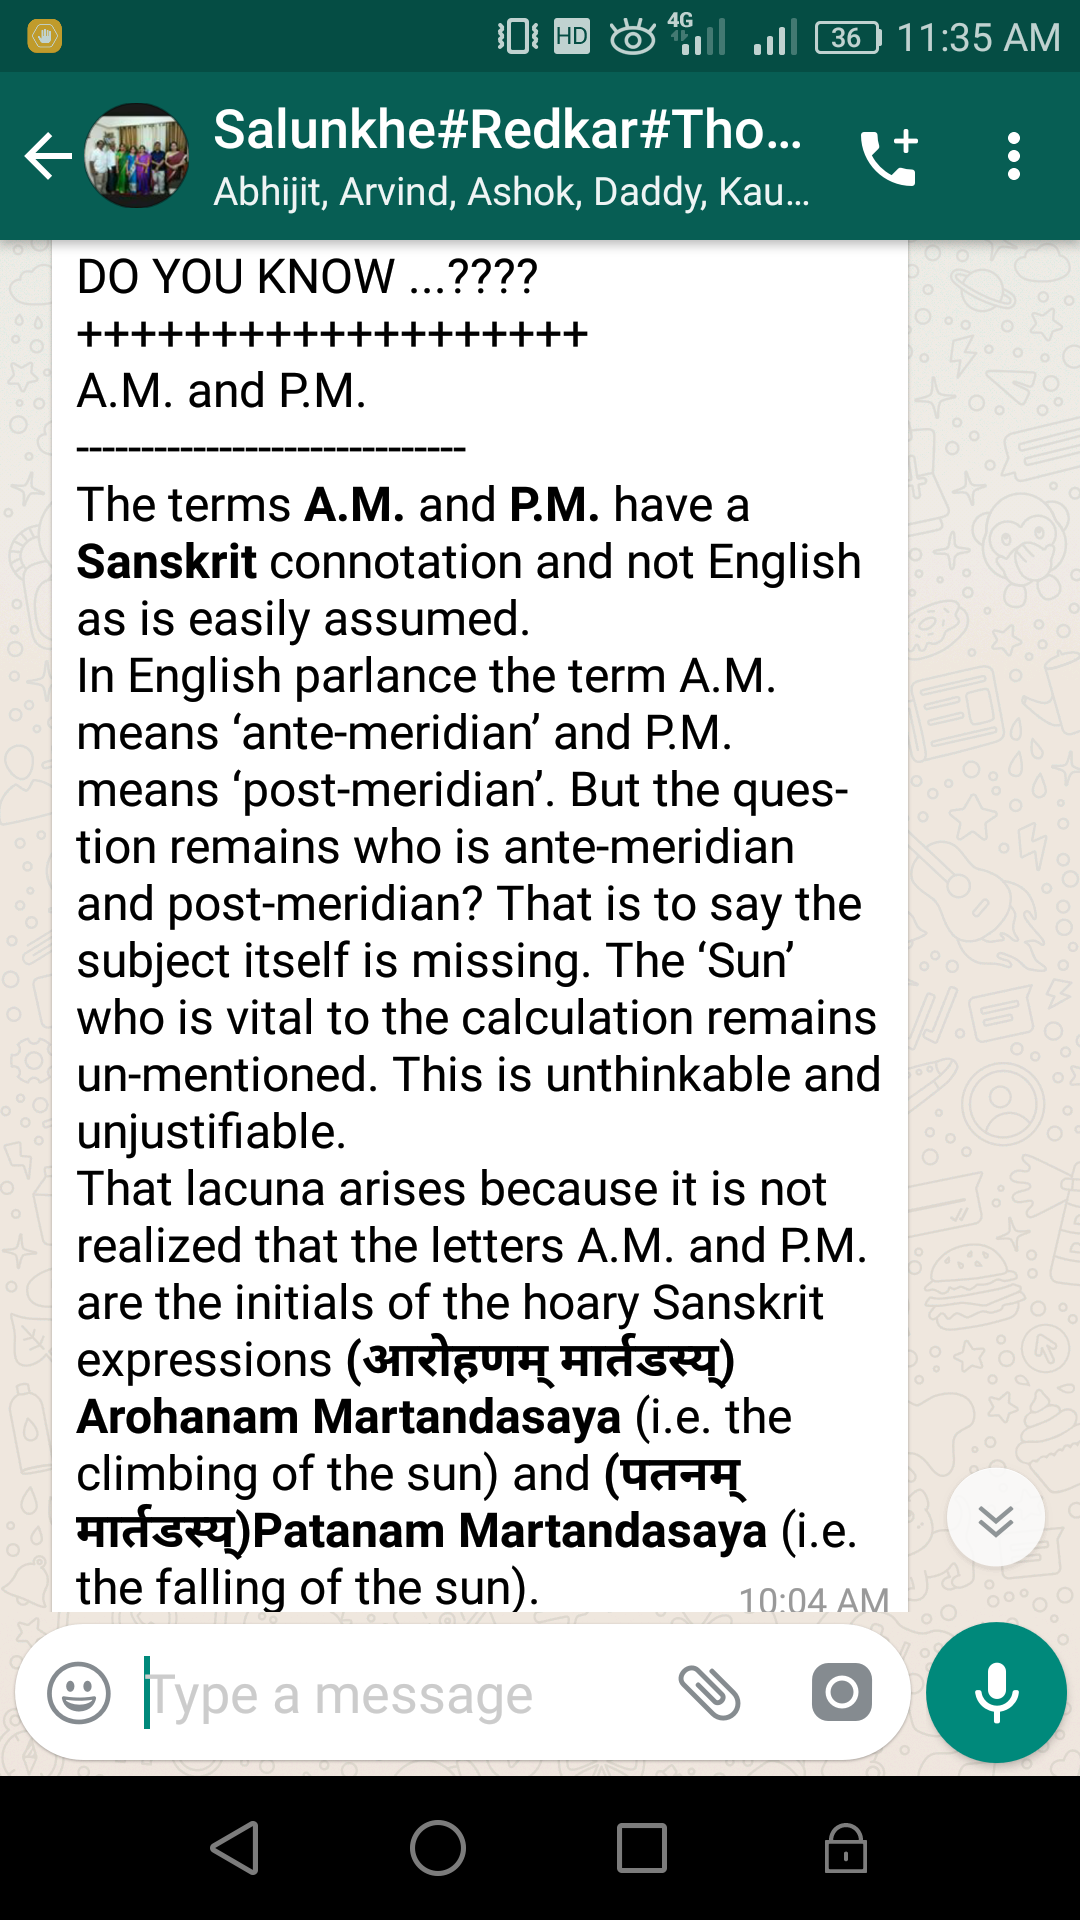 HD 4G 36 11:35 AM
Salunkhe#Redkar#Tho...
Abhijit, Arvind, Ashok, Daddy, Kau...
DO YOU KNOW ...????
+++++++++++++++++++
A.M. and P.M.
------------------------------
The terms A.M. and P.M. have a
Sanskrit connotation and not English
as is easily assumed.
In English parlance the term A.M.
means ‘ante-meridian’ and P.M.
means ‘post-meridian’. But the ques-
tion remains who is ante-meridian
and post-meridian? That is to say the
subject itself is missing. The ‘Sun’
who is vital to the calculation remains
un-mentioned. This is unthinkable and
unjustifiable.
That lacuna arises because it is not
realized that the letters A.M. and P.M.
are the initials of the hoary Sanskrit
expressions (आरोहणम् मार्तडस्य्)
Arohanam Martandasaya (i.e. the
climbing of the sun) and (पतनम्
मार्तडस्य्)Patanam Martandasaya (i.e.
the falling of the sun).
10:04 AM
Type a message